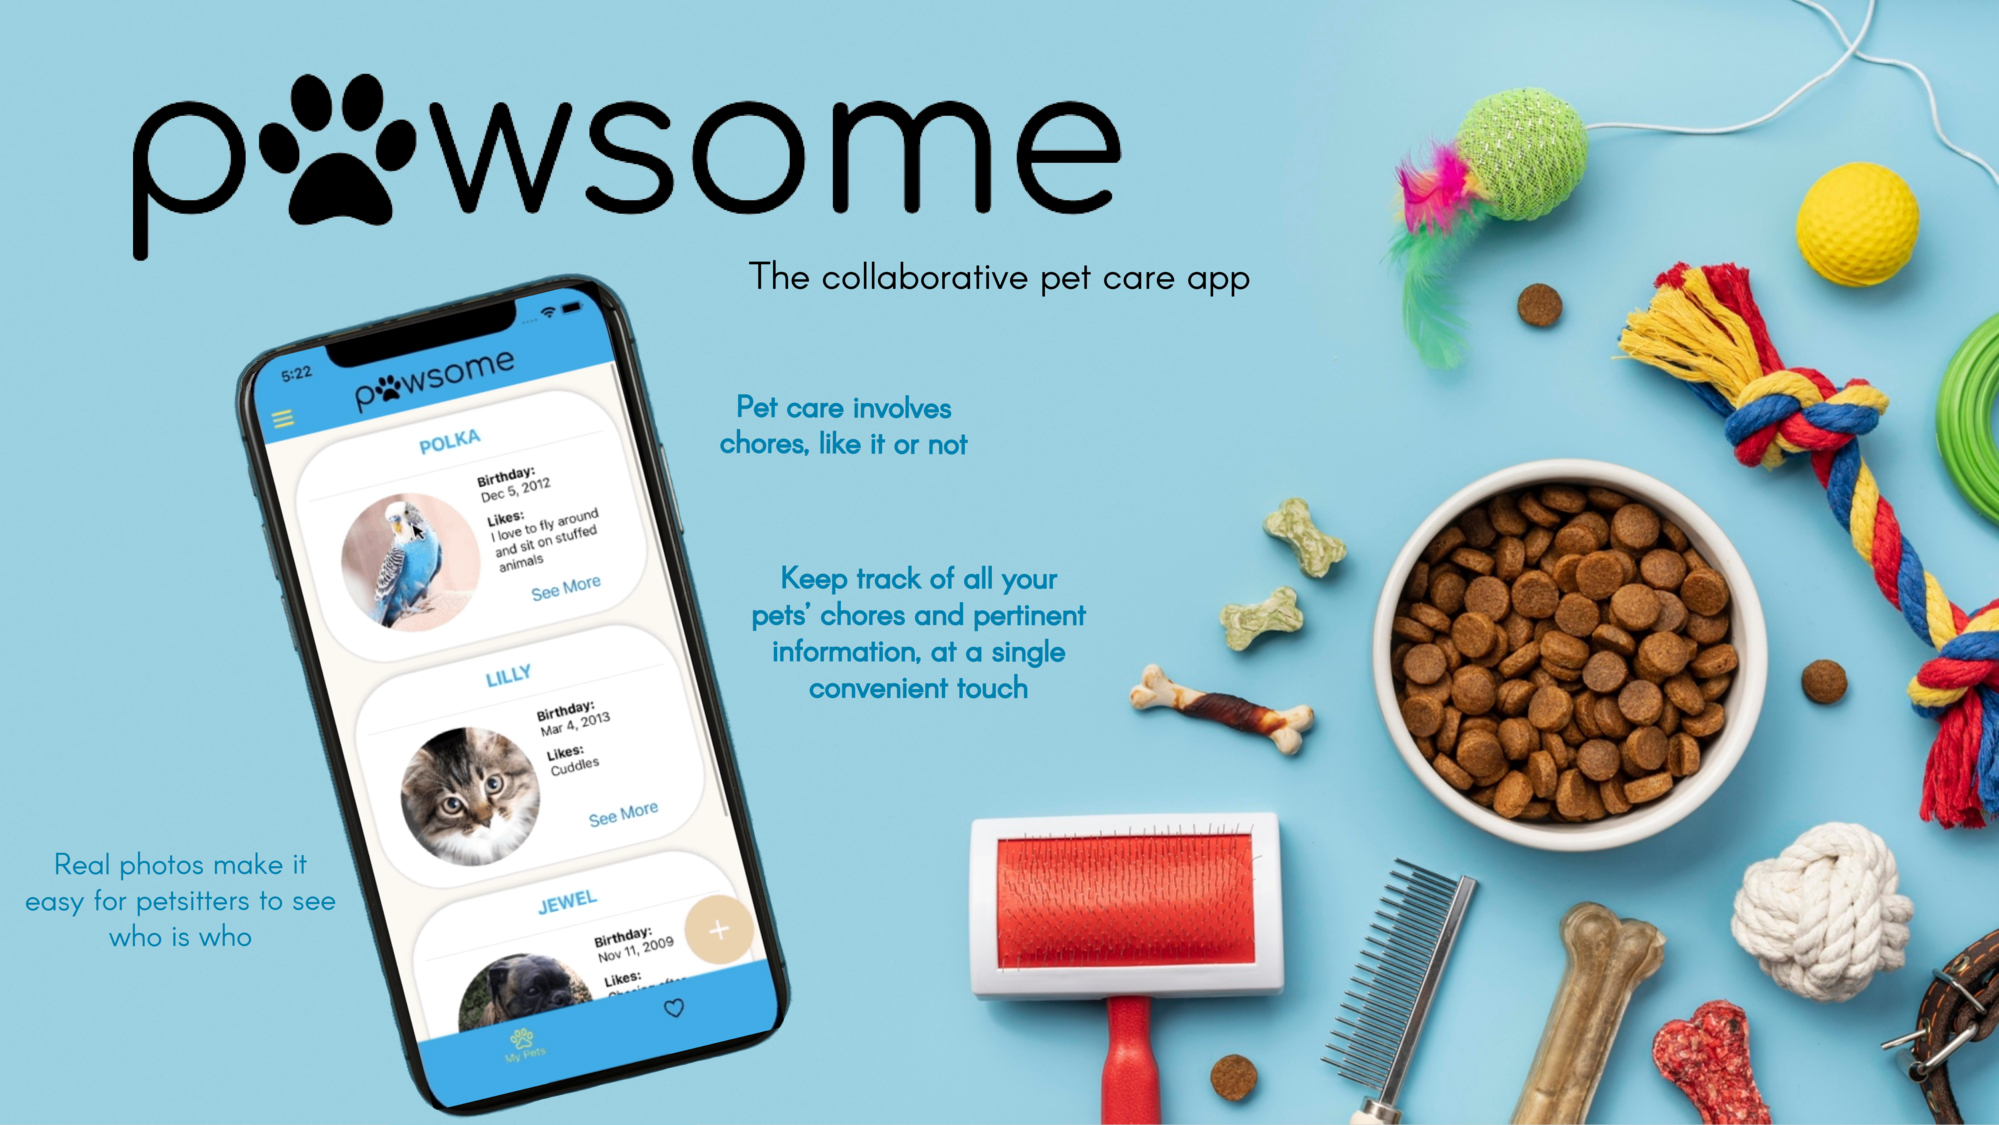 pawsome
The collaborative pet care app
5:22
pawsome
POLKA
Birthday:
Dec 5, 2012
Likes:
I love to fly around
and sit on stuffed
animals
See More
LILLY
Birthday:
Mar 4, 2013
Likes:
Cuddles
See More
JEWEL
Birthday:
Nov 11, 2009
Likes:
My Pets
Pet care involves
chores, like it or not
Keep track of all your
pets’ chores and pertinent
information, at a single
convenient touch
Real photos make it
easy for petsitters to see
who is who